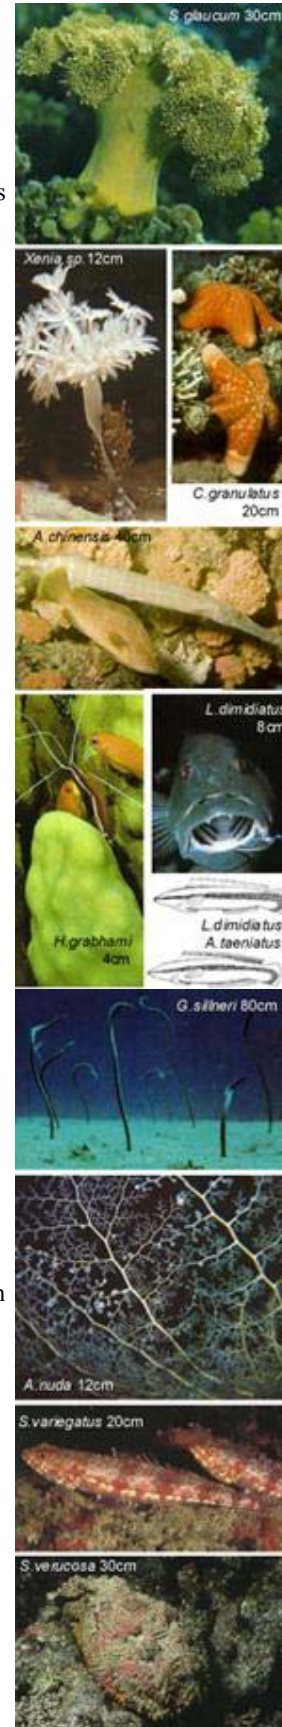 S.glaucum 30cm
s
Xenia sp.12cm
C.granulatus
20cm
A.chinensis 40cm
L.dimidiatus
8cm
H.grabhami
4cm
L.dimidiatus
A.taeniatus
G.sillneri 80cm
n
A.nuda 12cm
S.variegatus 20cm
S.verucosa 30cm